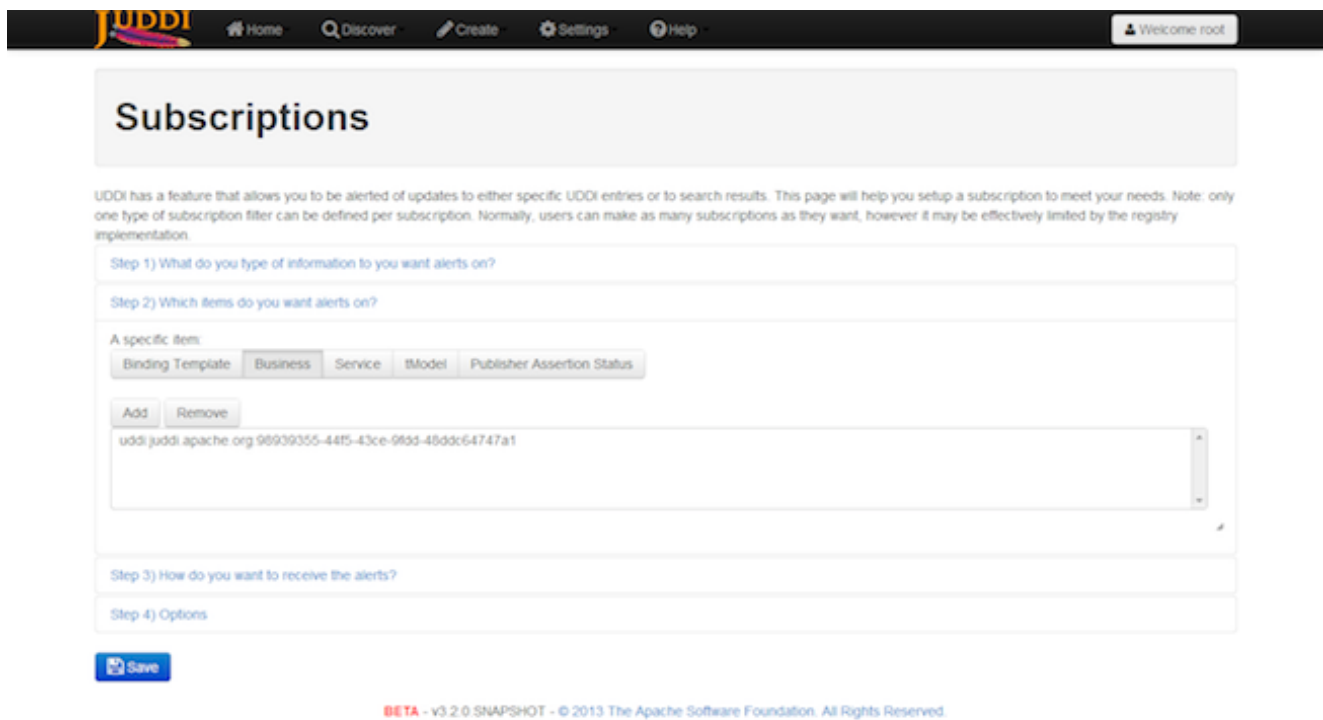 jUDDI
Home Discover Create Settings Help Welcome root
Subscriptions
UDDI has a feature that allows you to be alerted of updates to either specific UDDI entries or to search results. This page will help you setup a subscription to meet your needs. Note: only
one type of subscription filter can be defined per subscription. Normally, users can make as many subscriptions as they want, however it may be effectively limited by the registry
implementation.
Step 1) What do you type of information to you want alerts on?
Step 2) Which items do you want alerts on?
A specific item:
Binding Template Business Service tModel Publisher Assertion Status
Add Remove
uddi:juddi.apache.org:98939355-44f5-43ce-9fdd-48ddc64747a1
Step 3) How do you want to receive the alerts?
Step 4) Options
Save
BETA - v3.2.0.SNAPSHOT - © 2013 The Apache Software Foundation. All Rights Reserved.